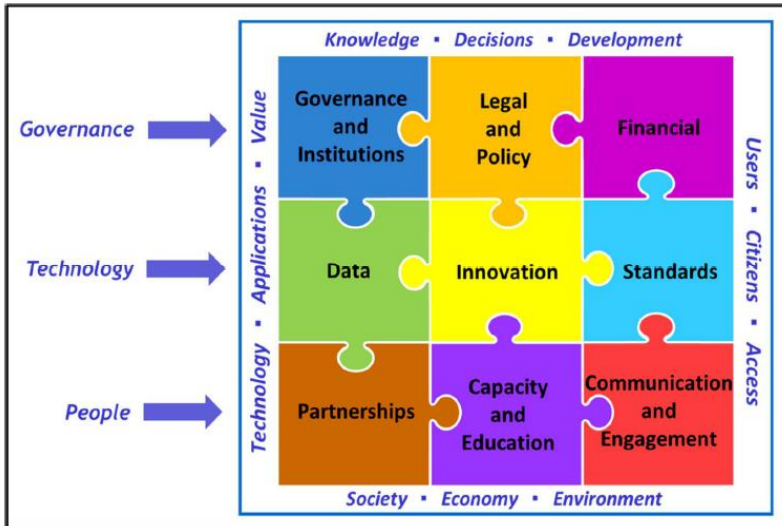 Knowledge ▪ Decisions ▪ Development
Governance
Technology
People
Technology ▪ Applications ▪ Value
Governance
and
Institutions
Legal
and
Policy
Financial
Data
Innovation
Standards
Partnerships
Capacity
and
Education
Communication
and
Engagement
Users ▪ Citizens ▪ Access
Society ▪ Economy ▪ Environment